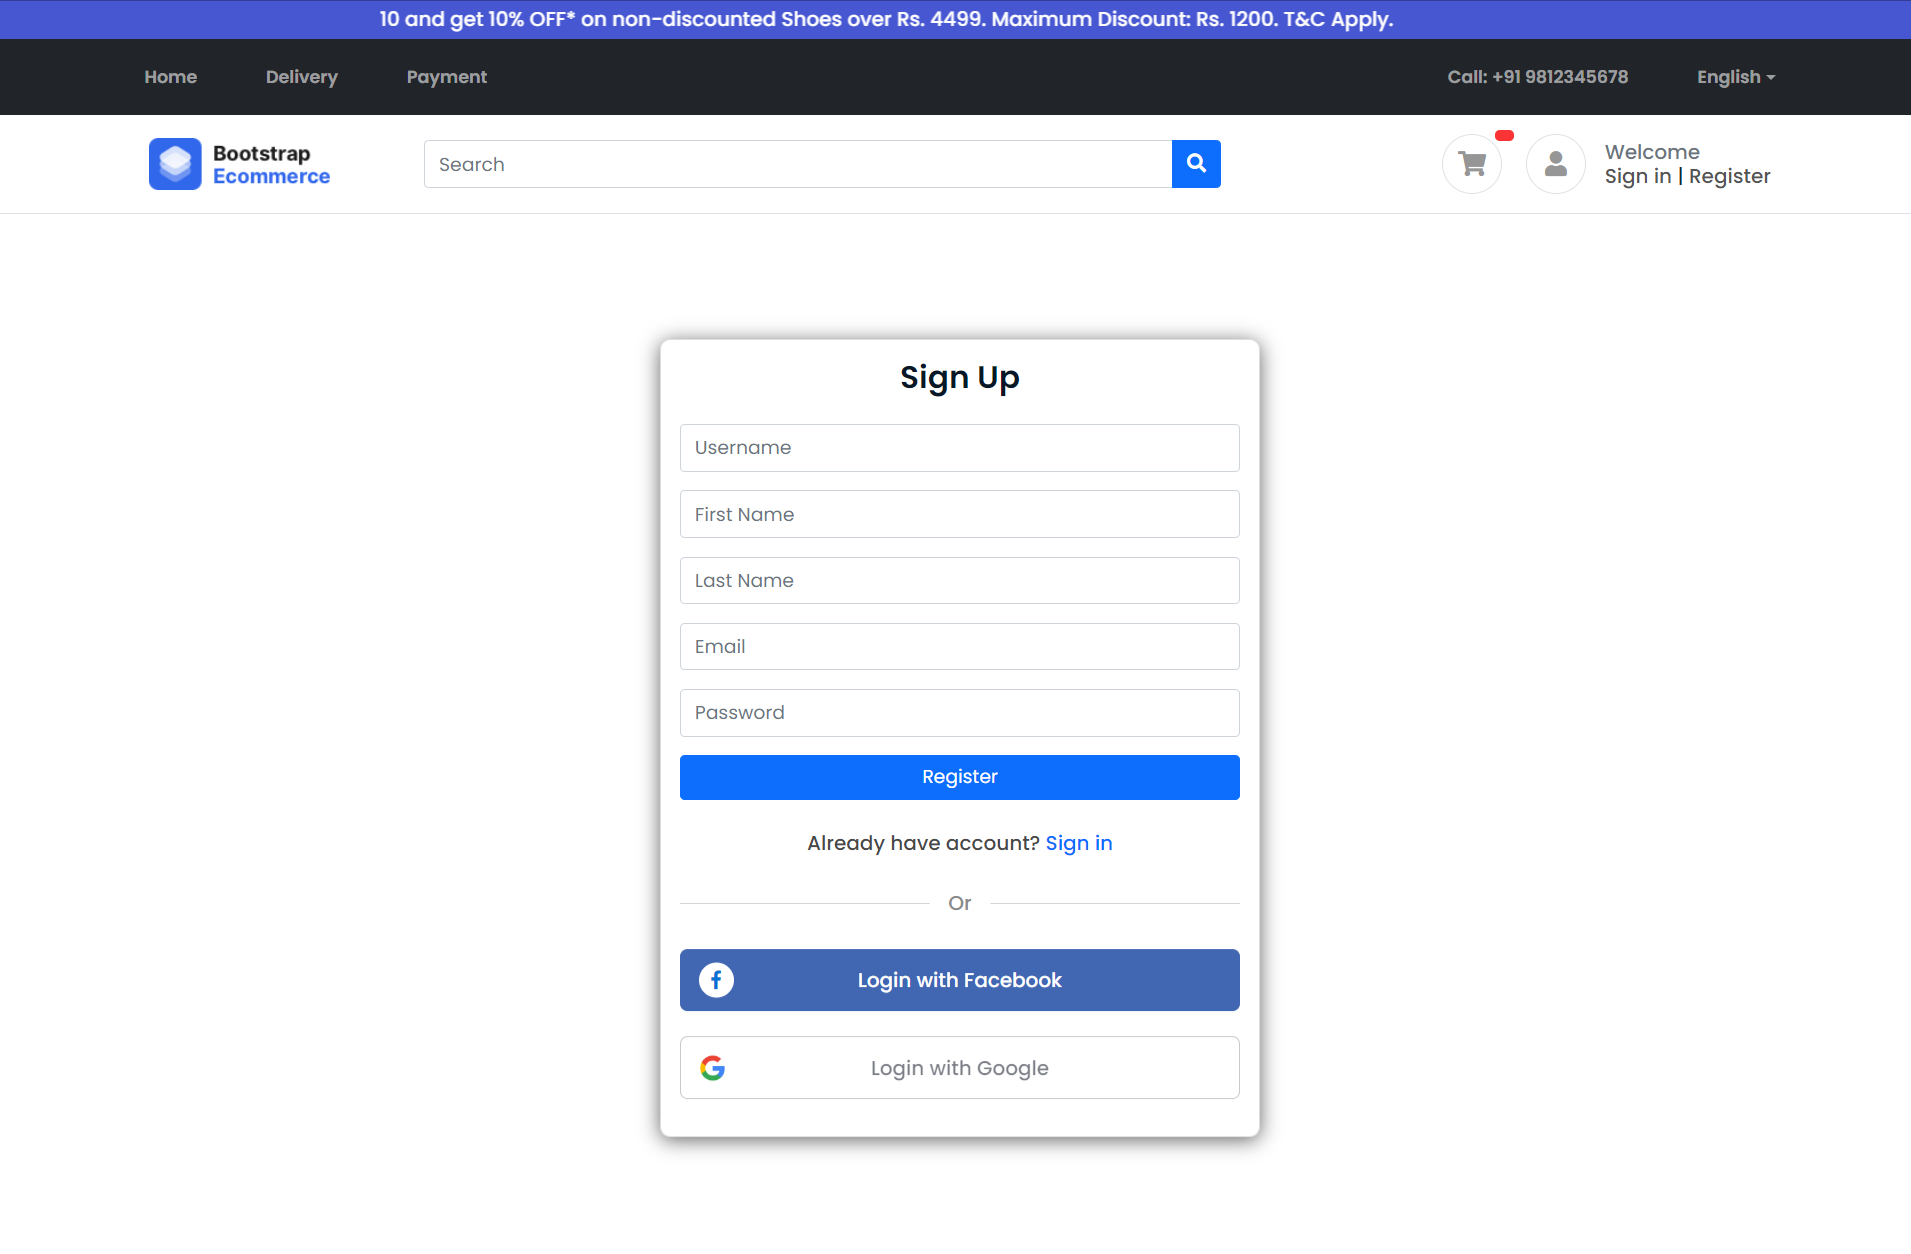 10 and get 10% OFF* on non-discounted Shoes over Rs. 4499. Maximum Discount: Rs. 1200. T&C Apply.
Home Delivery Payment Call: +91 9812345678 English
Bootstrap
Ecommerce
Search
Welcome
Sign in | Register
Sign Up
Username
First Name
Last Name
Email
Password
Register
Already have account? Sign in
Or
Login with Facebook
Login with Google